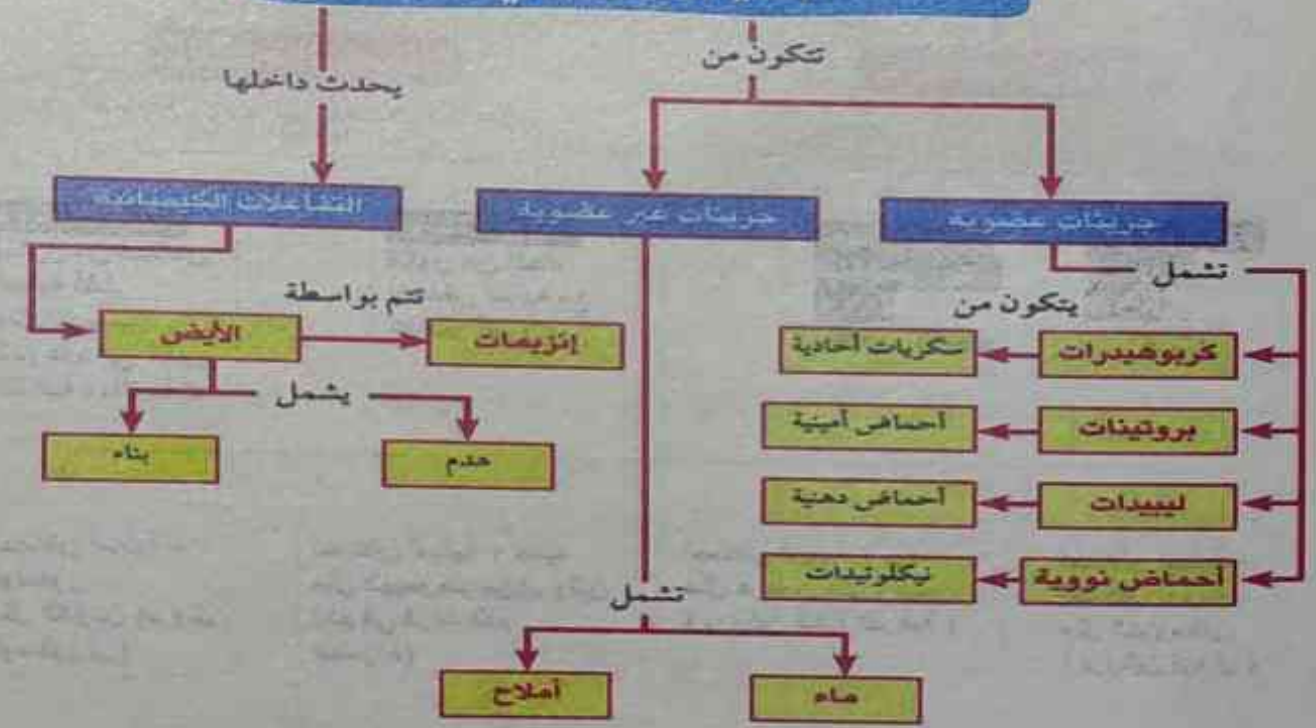 تتكون من
يحدث داخلها
جزيئات عضوية
جزيئات غير عضوية
التفاعلات الكيميائية
تشمل
يتكون من
كربوهيدرات
سكريات أحادية
بروتينات
أحماض أمينية
ليبيدات
أحماض دهنية
أحماض نووية
نيكلوتيدات
تشمل
ماء
أملاح
تتم بواسطة
الأيض
إنزيمات
يشمل
هدم
بناء